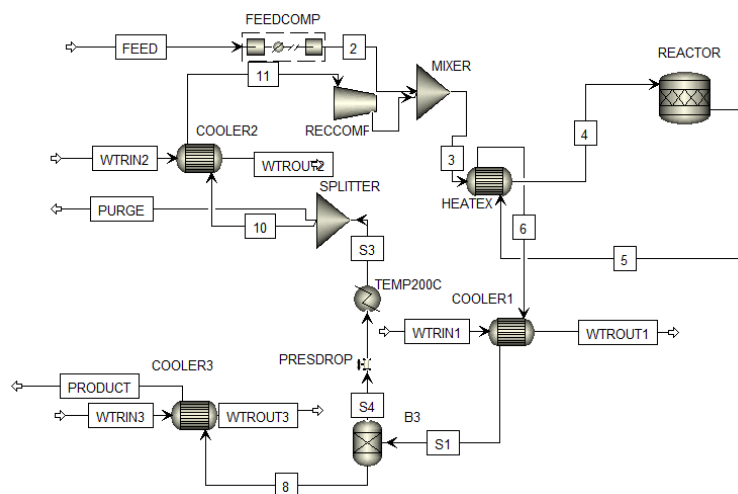 FEEDCOMP
FEED
2
REACTOR
MIXER
11
RECCOMP
4
COOLER2
WTRIN2
WTROUT2
3
SPLITTER
HEATEX
PURGE
10
6
S3
5
TEMP200C
COOLER1
WTRIN1
WTROUT1
PRESDROP
COOLER3
PRODUCT
S4
B3
WTRIN3
WTROUT3
S1
8